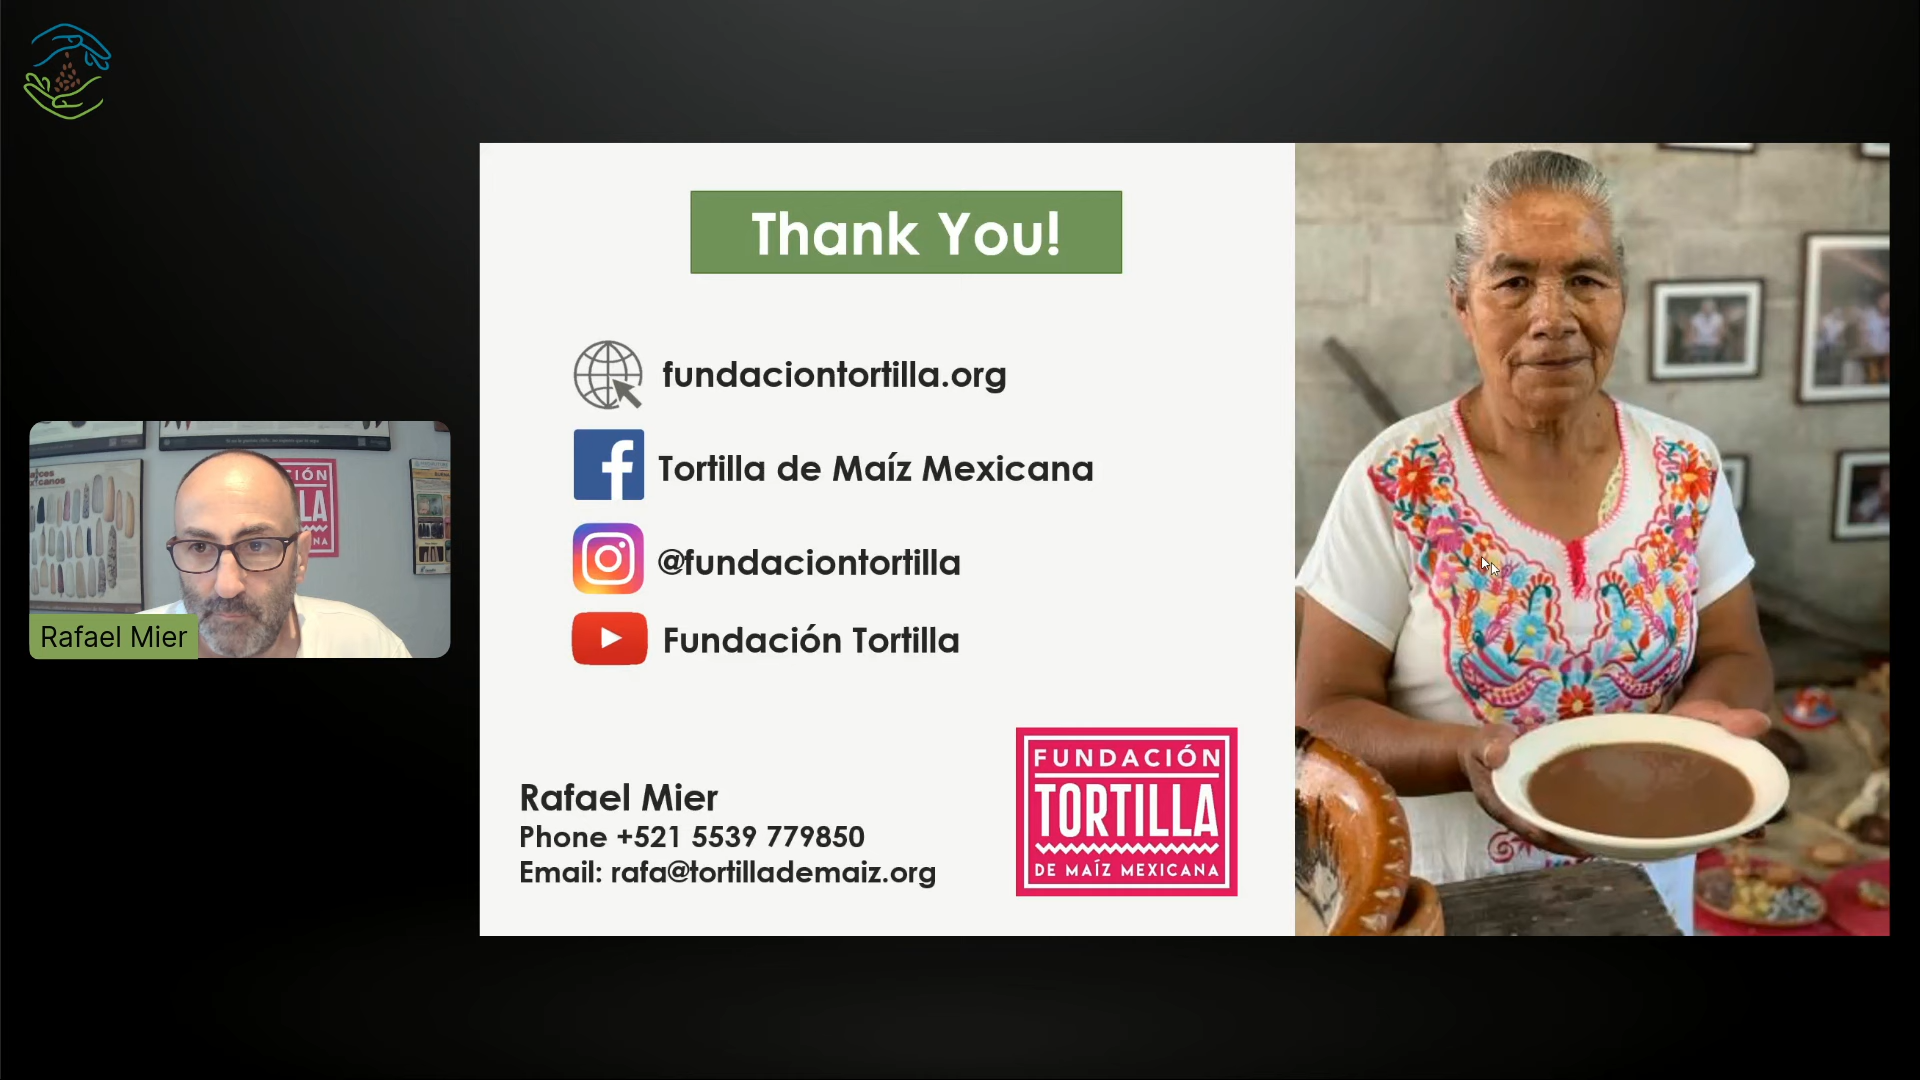 Thank You!
fundaciontortilla.org
Tortilla de Maíz Mexicana
@fundaciontortilla
Fundación Tortilla
Rafael Mier
Phone +521 5539 779850
Email: rafa@tortillademaiz.org
FUNDACIÓN
TORTILLA
DE MAÍZ MEXICANA
Rafael Mier